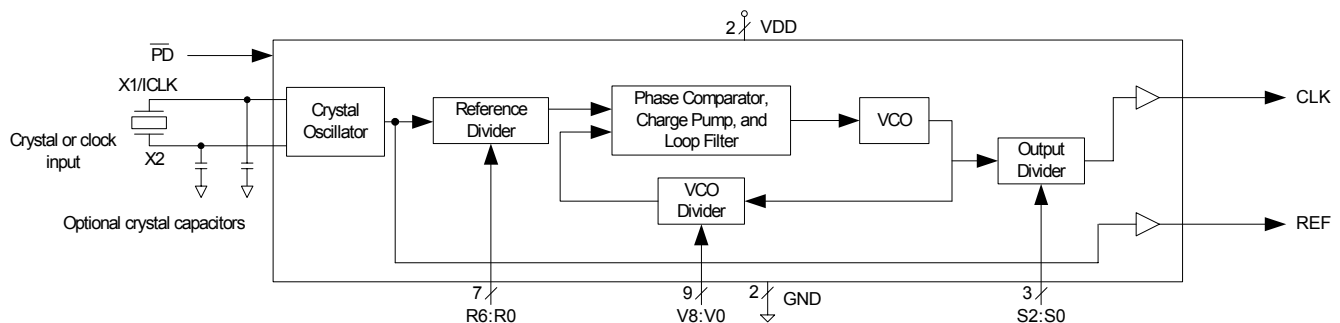 2 VDD
PD
X1/ICLK
Crystal or clock
input
X2
Optional crystal capacitors
Crystal
Oscillator
Reference
Divider
Phase Comparator,
Charge Pump, and
Loop Filter
VCO
VCO
Divider
Output
Divider
CLK
REF
7
R6:R0
9
V8:V0
2
GND
3
S2:S0